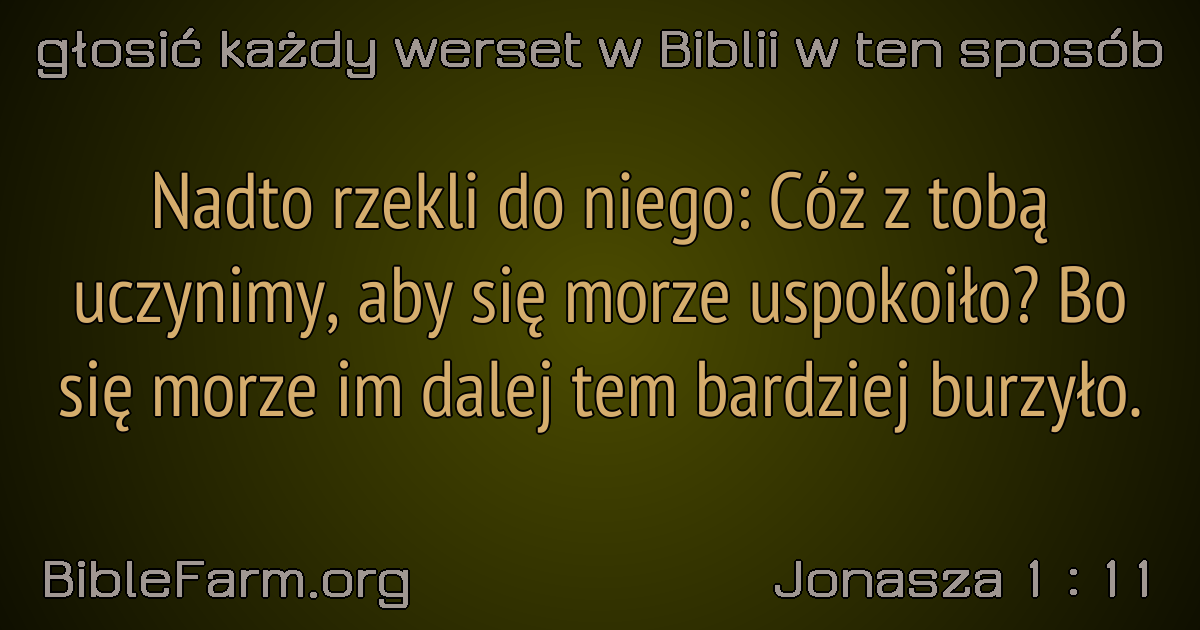 głosić każdy werset w Biblii w ten sposób
Nadto rzekli do niego: Cóż z tobą
uczynimy, aby się morze uspokoiło? Bo
się morze im dalej tem bardziej burzyło.
BibleFarm.org
Jonasza 1 : 11